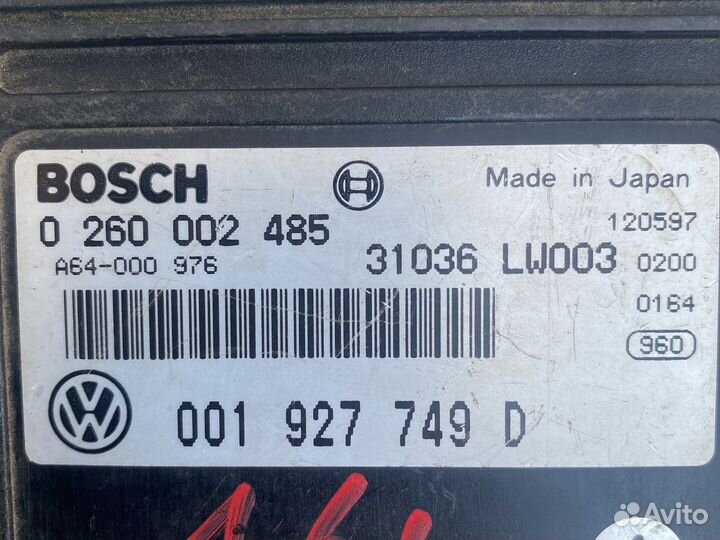 BOSCH
Made in Japan
0 260 002 485
120597
A64-000 976
31036 LW003
0200
0164
960
001 927 749 D
Avito